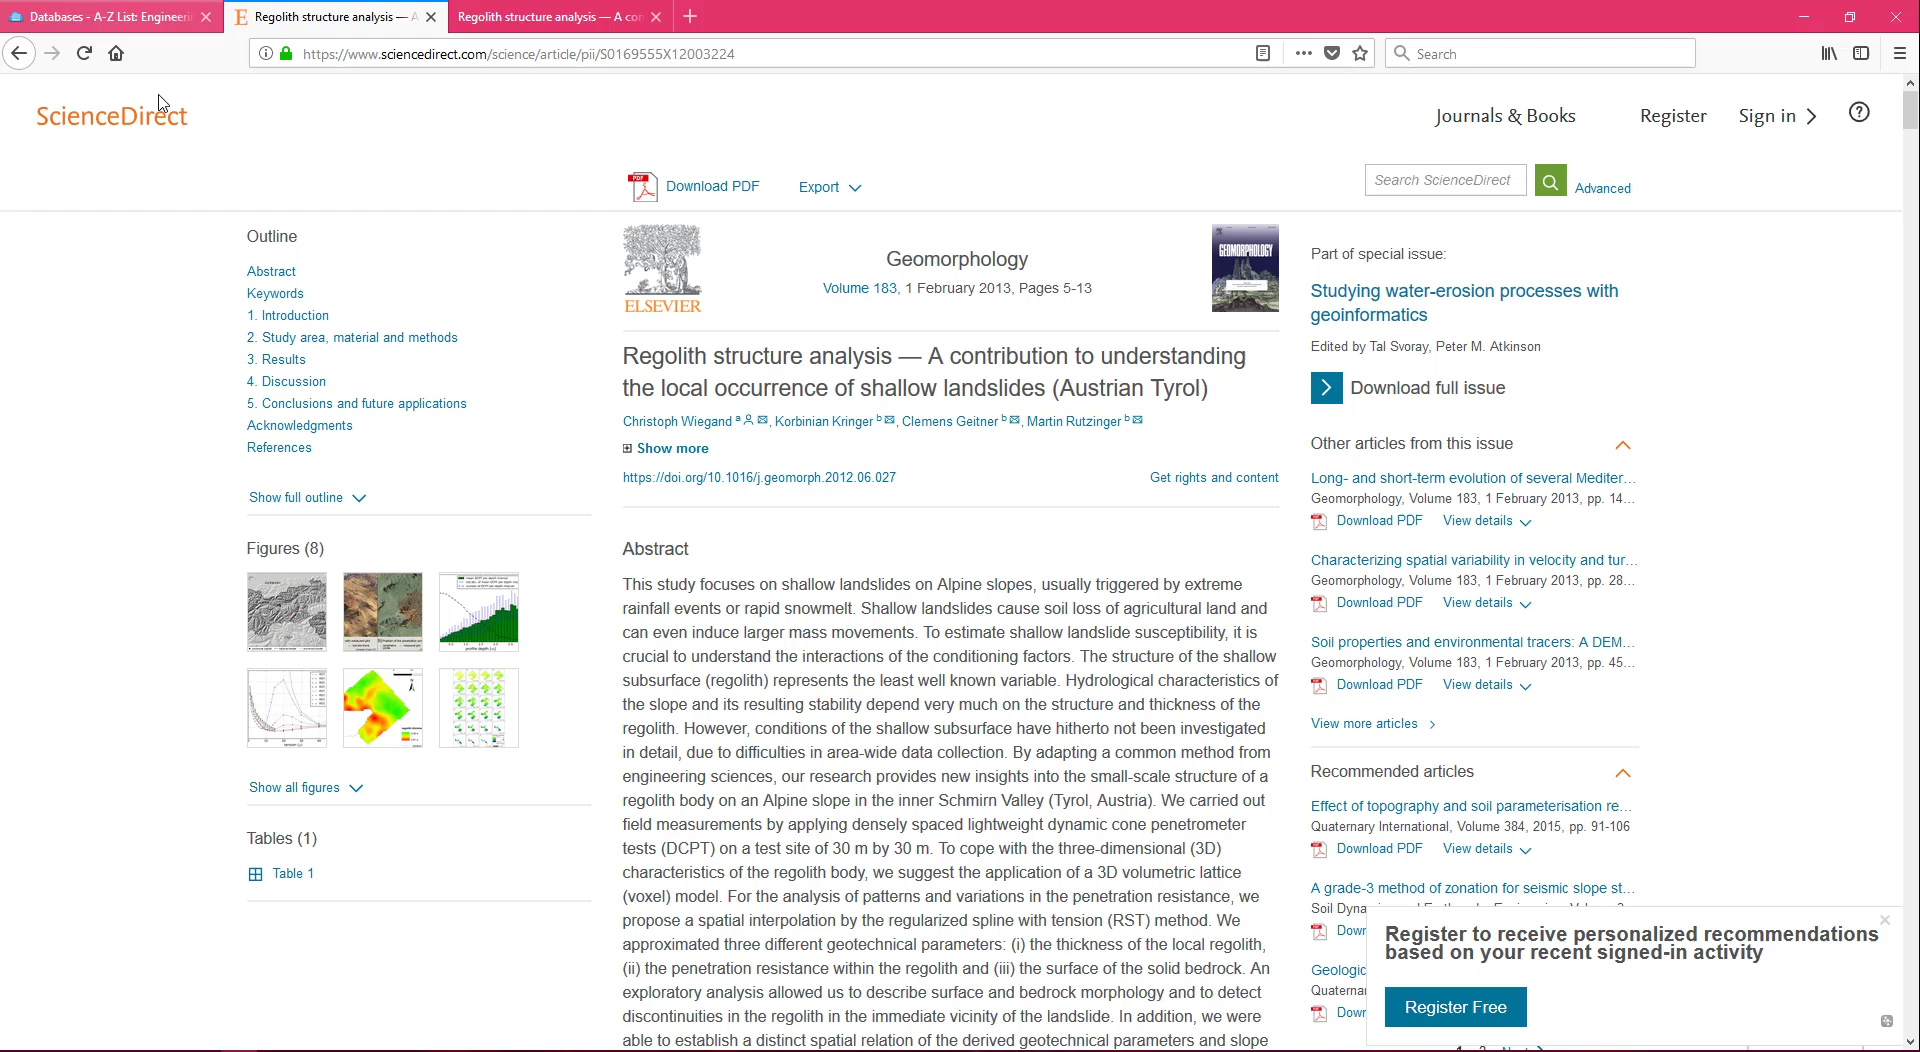 Databases - A-Z List: Engineeri
Regolith structure analysis — A
Regolith structure analysis — A con
https://www.sciencedirect.com/science/article/pii/S0169555X12003224
Search
ScienceDirect
Journals & Books
Register
Sign in
Download PDF
Export
Search ScienceDirect
Advanced
Outline
Abstract
Keywords
1. Introduction
2. Study area, material and methods
3. Results
4. Discussion
5. Conclusions and future applications
Acknowledgments
References
Show full outline
Figures (8)
Show all figures
Tables (1)
Table 1
ELSEVIER
Geomorphology
Volume 183, 1 February 2013, Pages 5-13
GEOMORPHOLOGY
Regolith structure analysis — A contribution to understanding
the local occurrence of shallow landslides (Austrian Tyrol)
Christoph Wiegand a, Korbinian Kringer b, Clemens Geitner b, Martin Rutzinger b
Show more
https://doi.org/10.1016/j.geomorph.2012.06.027
Get rights and content
Abstract
This study focuses on shallow landslides on Alpine slopes, usually triggered by extreme
rainfall events or rapid snowmelt. Shallow landslides cause soil loss of agricultural land and
can even induce larger mass movements. To estimate shallow landslide susceptibility, it is
crucial to understand the interactions of the conditioning factors. The structure of the shallow
subsurface (regolith) represents the least well known variable. Hydrological characteristics of
the slope and its resulting stability depend very much on the structure and thickness of the
regolith. However, conditions of the shallow subsurface have hitherto not been investigated
in detail, due to difficulties in area-wide data collection. By adapting a common method from
engineering sciences, our research provides new insights into the small-scale structure of a
regolith body on an Alpine slope in the inner Schmirn Valley (Tyrol, Austria). We carried out
field measurements by applying densely spaced lightweight dynamic cone penetrometer
tests (DCPT) on a test site of 30 m by 30 m. To cope with the three-dimensional (3D)
characteristics of the regolith body, we suggest the application of a 3D volumetric lattice
(voxel) model. For the analysis of patterns and variations in the penetration resistance, we
propose a spatial interpolation by the regularized spline with tension (RST) method. We
approximated three different geotechnical parameters: (i) the thickness of the local regolith,
(ii) the penetration resistance within the regolith and (iii) the surface of the solid bedrock. An
exploratory analysis allowed us to describe surface and bedrock morphology and to detect
discontinuities in the regolith in the immediate vicinity of the landslide. In addition, we were
able to establish a distinct spatial relation of the derived geotechnical parameters and slope
Part of special issue:
Studying water-erosion processes with
geoinformatics
Edited by Tal Svoray, Peter M. Atkinson
Download full issue
Other articles from this issue
Long- and short-term evolution of several Mediter...
Geomorphology, Volume 183, 1 February 2013, pp. 14...
Download PDF View details
Characterizing spatial variability in velocity and tur...
Geomorphology, Volume 183, 1 February 2013, pp. 28...
Download PDF View details
Soil properties and environmental tracers: A DEM...
Geomorphology, Volume 183, 1 February 2013, pp. 45...
Download PDF View details
View more articles
Recommended articles
Effect of topography and soil parameterisation re...
Quaternary International, Volume 384, 2015, pp. 91-106
Download PDF View details
A grade-3 method of zonation for seismic slope st...
Soil Dyna
Down
Geologic
Quaterna
Down
Register to receive personalized recommendations
based on your recent signed-in activity
Register Free